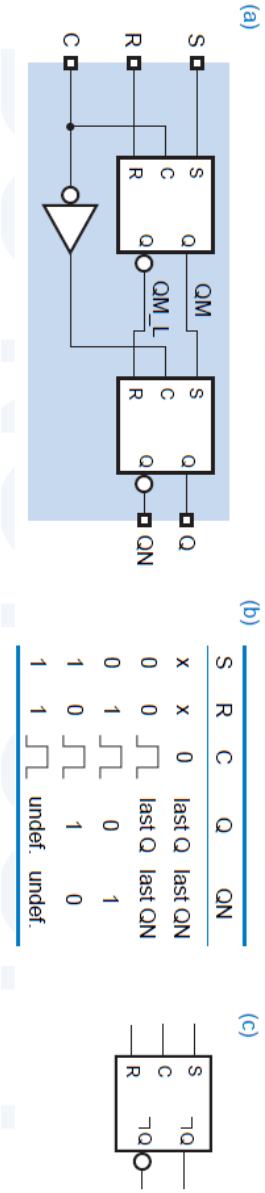 (a)
S
R
C
S
C
R
Q
Q
QM
QM_L
S
C
R
Q
Q
Q
QN
(b)
S R C Q QN
x x 0 last Q last QN
0 0 last Q last QN
0 1 0 1
1 0 1 0
1 1 undef. undef.
(c)
S
C
R
¬Q
¬Q